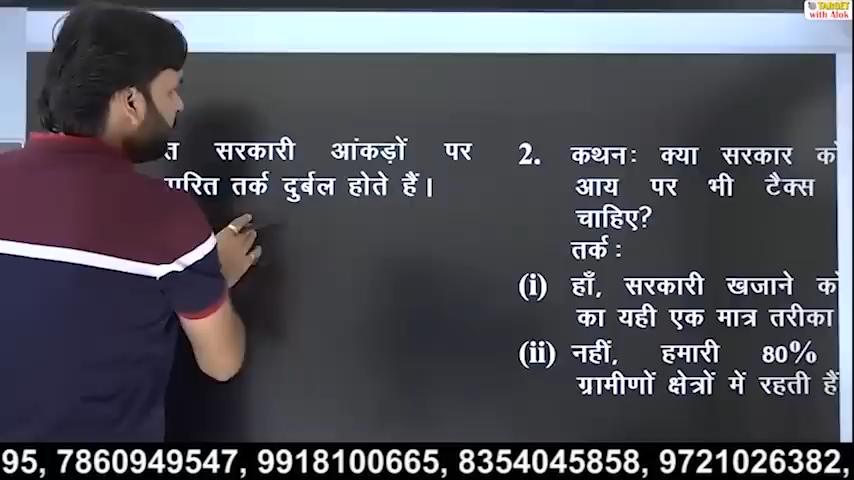 TARGET
with Alok
सरकारी आंकड़ों पर
तर्क दुर्बल होते हैं।
2. कथनः क्या सरकार
आय पर भी टैक्स
चाहिए?
तर्क :
(i) हाँ, सरकारी खजाने
का यही एक मात्र तरीका
(ii) नहीं, हमारी 80%
ग्रामीणों क्षेत्रों में रहती हैं
95, 7860949547, 9918100665, 8354045858, 9721026382,